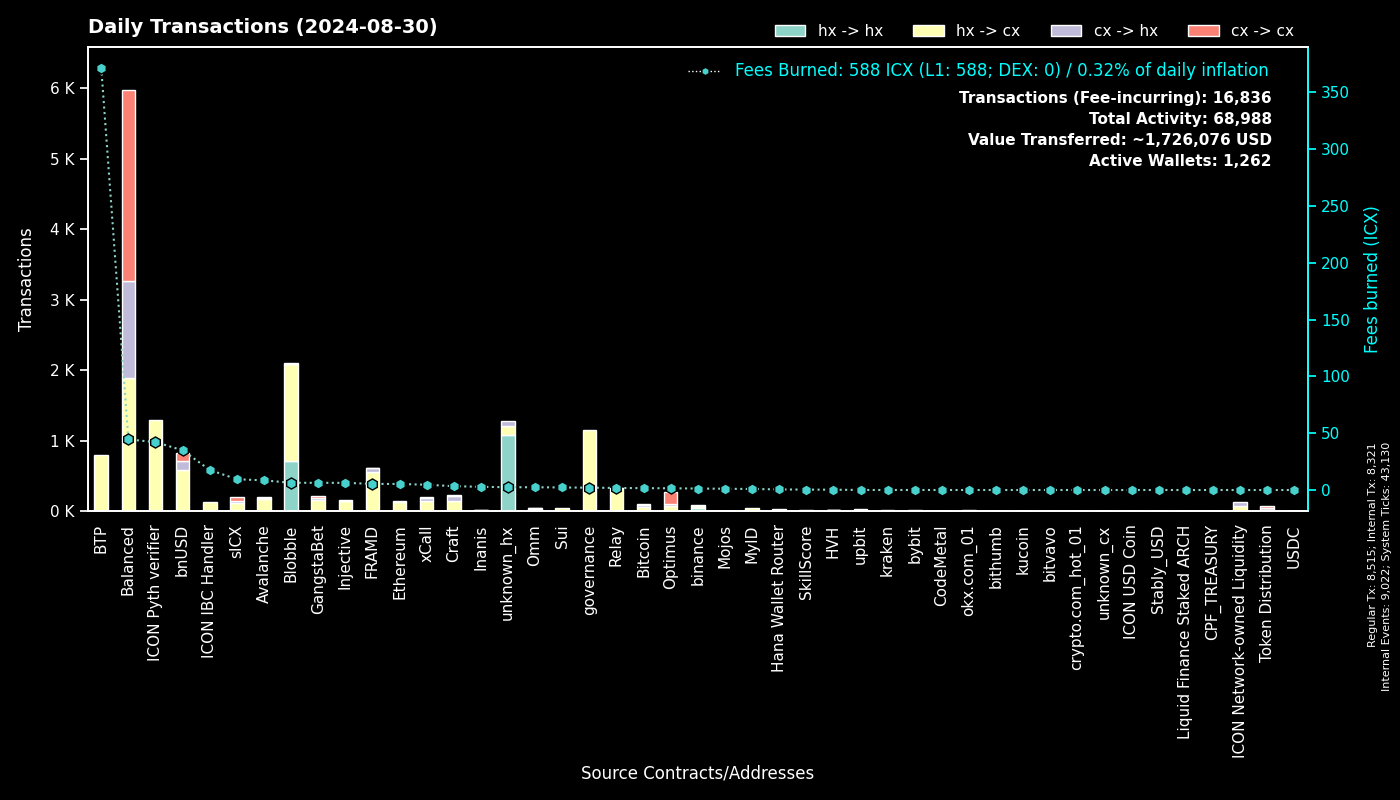 Daily Transactions (2024-08-30)
hx -> hx
hx -> cx
cx -> hx
cx -> cx
Fees Burned: 588 ICX (L1: 588; DEX: 0) / 0.32% of daily inflation
Transactions (Fee-incurring): 16,836
Total Activity: 68,988
Value Transferred: ~1,726,076 USD
Active Wallets: 1,262
Transactions
6 K
5 K
4 K
3 K
2 K
1 K
0 K
350
300
250
200
150
100
50
0
Fees burned (ICX)
BTP
Balanced
ICON Pyth verifier
bnUSD
ICON IBC Handler
sICX
Avalanche
Blobble
GangstaBet
Injective
FRAMD
Ethereum
xCall
Craft
Inanis
unknown_hx
Omm
Sui
governance
Relay
Bitcoin
Optimus
binance
Mojos
MyID
Hana Wallet Router
SkillScore
HVH
upbit
kraken
bybit
CodeMetal
okx.com_01
bithumb
kucoin
bitvavo
crypto.com_hot_01
unknown_cx
ICON USD Coin
Stably_USD
Liquid Finance Staked ARCH
CPF_TREASURY
ICON Network-owned Liquidity
Token Distribution
USDC
Source Contracts/Addresses
Regular Tx: 8,515; Internal Tx: 8,321
Internal Events: 9,022; System Ticks: 43,130